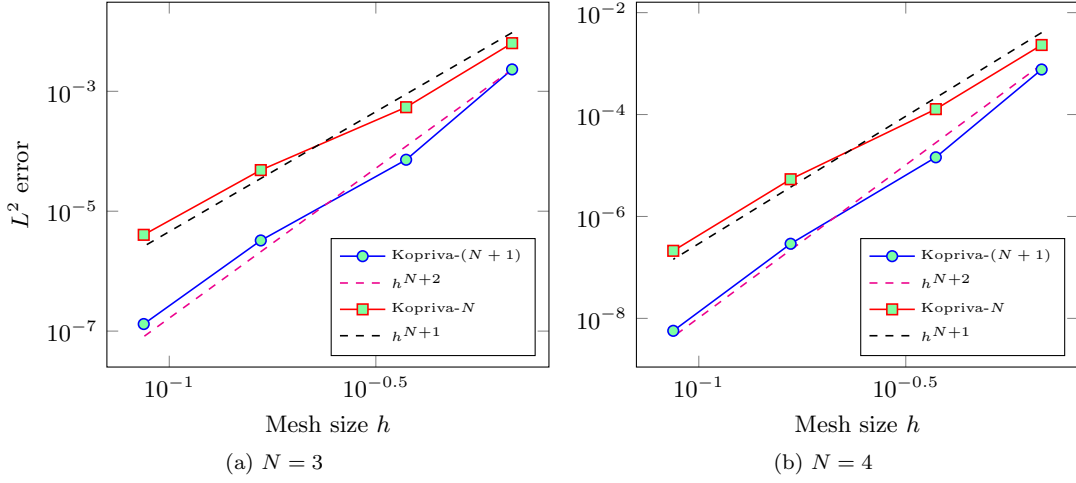 10^{-3}
10^{-5}
10^{-7}
L^2 error
10^{-1}
10^{-0.5}
Mesh size h
Kopriva-(N + 1)
h^{N+2}
Kopriva-N
h^{N+1}
(a) N = 3
10^{-2}
10^{-4}
10^{-6}
10^{-8}
10^{-1}
10^{-0.5}
Mesh size h
Kopriva-(N + 1)
h^{N+2}
Kopriva-N
h^{N+1}
(b) N = 4